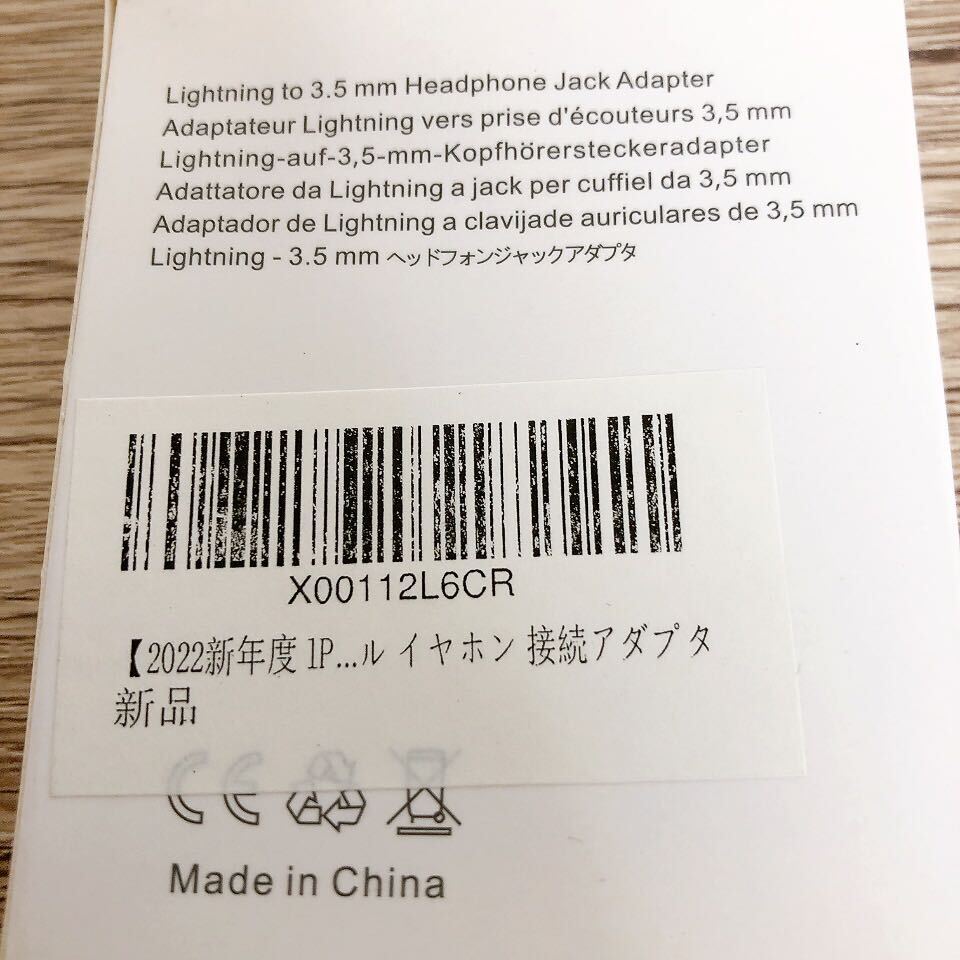 Lightning to 3.5 mm Headphone Jack Adapter
Adaptateur Lightning vers prise d'écouteurs 3,5 mm
Lightning-auf-3,5-mm-Kopfhörersteckeradapter
Adattatore da Lightning a jack per cuffiel da 3,5 mm
Adaptador de Lightning a clavijade auriculares de 3,5 mm
Lightning - 3.5 mm ヘッドフォンジャックアダプタ
X00112L6CR
【2022新年度 1P...ル イヤホン 接続アダプタ
新品
CE
Made in China